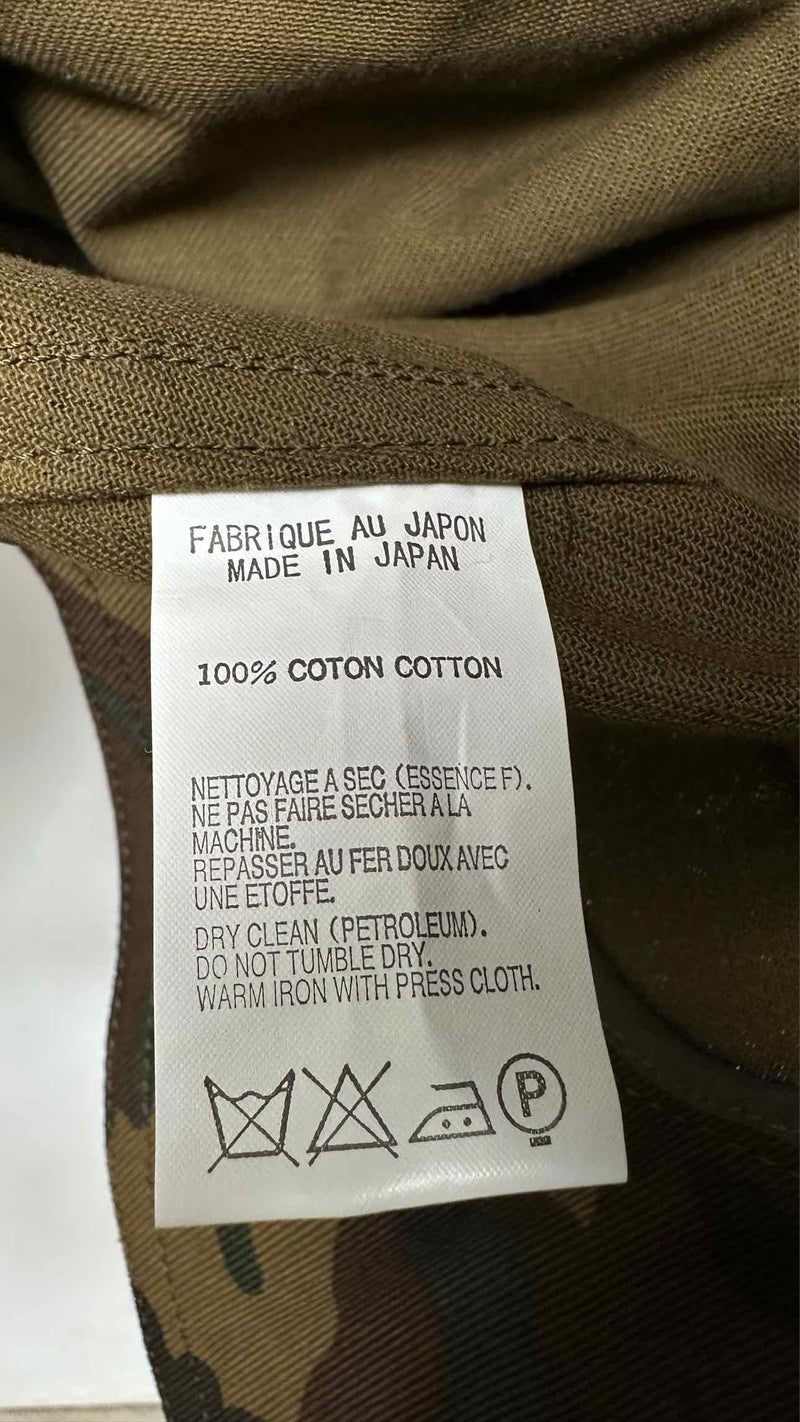 FABRIQUE AU JAPON
MADE IN JAPAN
100% COTON COTTON
NETTOYAGE A SEC (ESSENCE F).
NE PAS FAIRE SECHER A LA
MACHINE.
REPASSER AU FER DOUX AVEC
UNE ETOFFE.
DRY CLEAN (PETROLEUM).
DO NOT TUMBLE DRY.
WARM IRON WITH PRESS CLOTH.
P